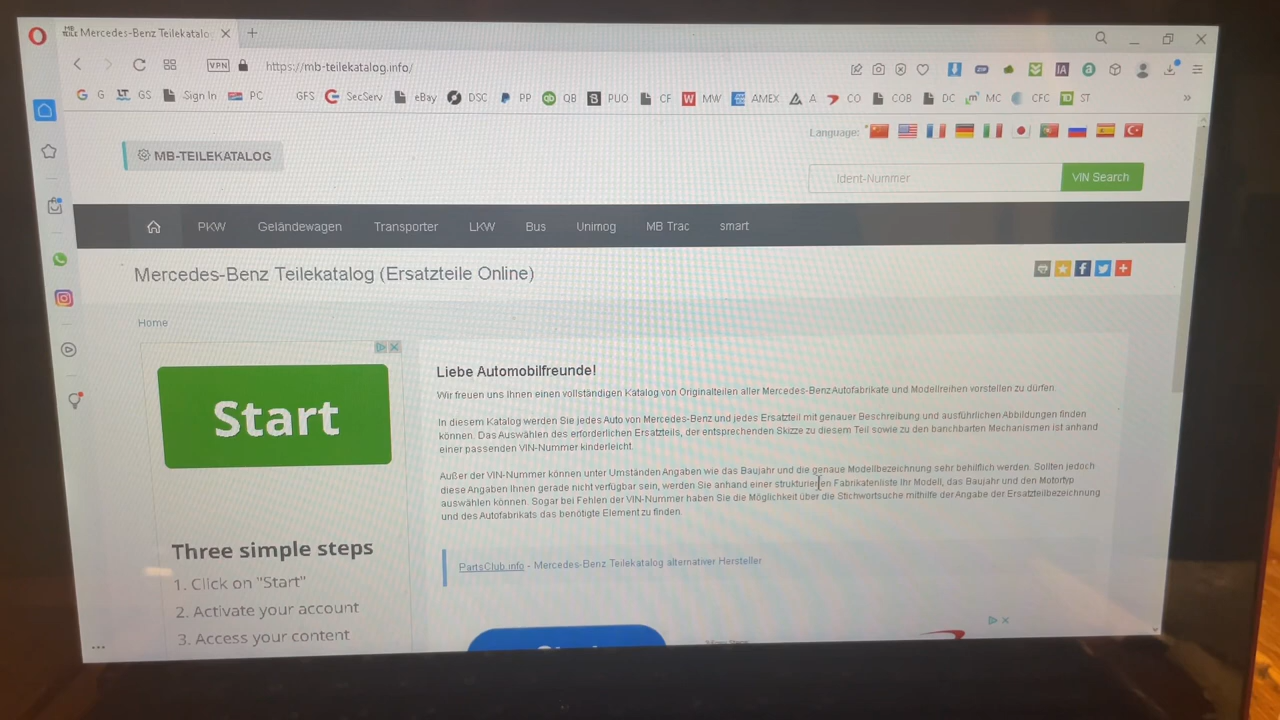 Mercedes-Benz Teilekatalo
VPN https://mb-teilekatalog.info/
G GS Sign In PC GFS SecServ eBay DSC PP QB PUO CF MW AMEX A CO COB DC MC CFC ST
Language:
MB-TEILEKATALOG
Ident-Nummer VIN Search
PKW Geländewagen Transporter LKW Bus Unimog MB Trac smart
Mercedes-Benz Teilekatalog (Ersatzteile Online)
Home
Start
Three simple steps
1. Click on "Start"
2. Activate your account
3. Access your content
Liebe Automobilfreunde!
Wir freuen uns Ihnen einen vollständigen Katalog von Originalteilen aller Mercedes-Benz Autofabrikate und Modellreihen vorstellen zu dürfen.
In diesem Katalog werden Sie jedes Auto von Mercedes-Benz und jedes Ersatzteil mit genauer Beschreibung und ausführlichen Abbildungen finden
können. Das Auswählen des erforderlichen Ersatzteils, der entsprechenden Skizze zu diesem Teil sowie zu den banchbarten Mechanismen ist anhand
einer passenden VIN-Nummer kinderleicht.
Außer der VIN-Nummer können unter Umständen Angaben wie das Baujahr und die genaue Modellbezeichnung sehr behilflich werden. Sollten jedoch
diese Angaben Ihnen gerade nicht verfügbar sein, werden Sie anhand einer strukturierten Fabrikatenliste Ihr Modell, das Baujahr und den Motortyp
auswählen können. Sogar bei Fehlen der VIN-Nummer haben Sie die Möglichkeit über die Stichwortsuche mithilfe der Angabe der Ersatzteilbezeichnung
und des Autofabrikats das benötigte Element zu finden.
PartsClub.info - Mercedes-Benz Teilekatalog alternativer Hersteller